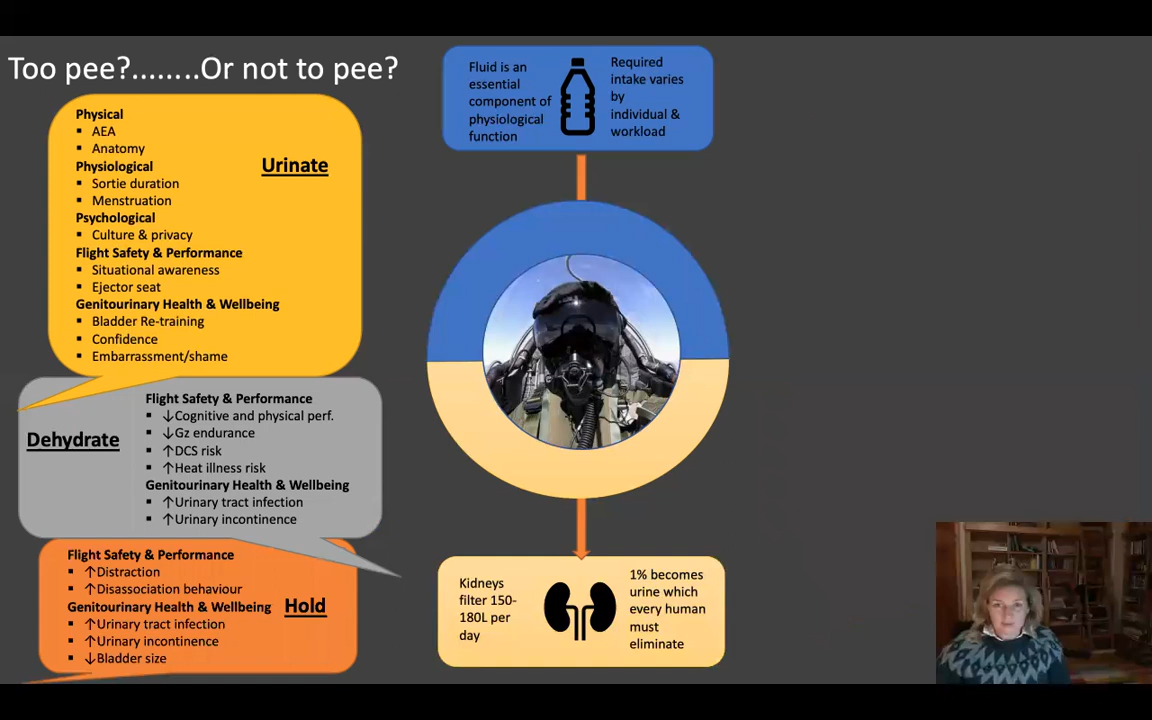 Too pee?........Or not to pee?
Physical
▪ AEA
▪ Anatomy
Physiological
▪ Sortie duration
▪ Menstruation
Psychological
▪ Culture & privacy
Flight Safety & Performance
▪ Situational awareness
▪ Ejector seat
Genitourinary Health & Wellbeing
▪ Bladder Re-training
▪ Confidence
▪ Embarrassment/shame
Urinate
Dehydrate
Flight Safety & Performance
▪ ↓Cognitive and physical perf.
▪ ↓Gz endurance
▪ ↑DCS risk
▪ ↑Heat illness risk
Genitourinary Health & Wellbeing
▪ ↑Urinary tract infection
▪ ↑Urinary incontinence
Flight Safety & Performance
▪ ↑Distraction
▪ ↑Disassociation behaviour
Genitourinary Health & Wellbeing
▪ ↑Urinary tract infection
▪ ↑Urinary incontinence
▪ ↓Bladder size
Hold
Fluid is an
essential
component of
physiological
function
Required
intake varies
by
individual &
workload
Kidneys
filter 150-
180L per
day
1% becomes
urine which
every human
must
eliminate